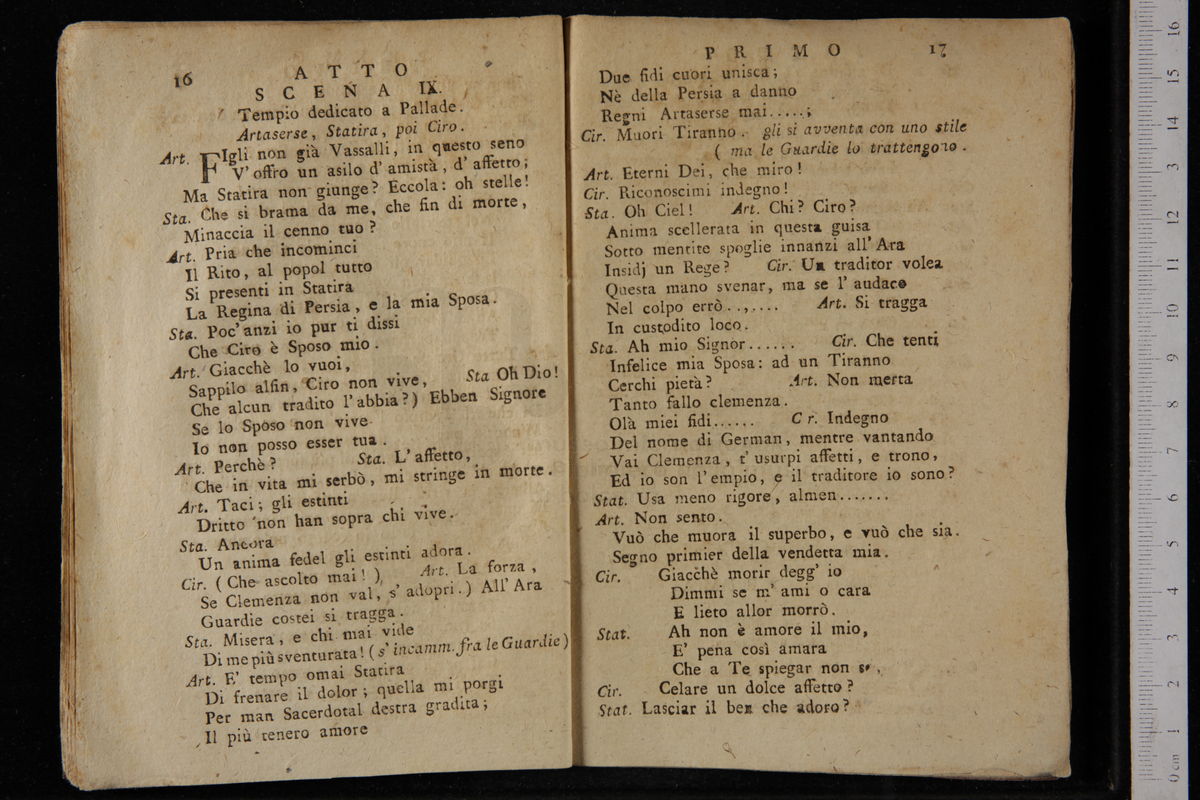 16
ATTO
SCENA IX.
Tempio dedicato a Pallade.
Artaserse, Statira, poi Ciro.
Art. FIgli non già Vassalli, in questo seno
V' offro un asilo d' amistà, d' affetto;
Ma Statira non giunge? Eccola: oh stelle!
Sta. Che si brama da me, che fin di morte,
Minaccia il cenno tuo?
Art. Pria che incominci
Il Rito, al popol tutto
Si presenti in Statira
La Regina di Persia, e la mia Sposa.
Sta. Poc' anzi io pur ti dissi
Che Ciro è Sposo mio.
Art. Giacchè lo vuoi,
Sappilo alfin, Ciro non vive, Sta Oh Dio!
Che alcun tradito l' abbia?) Ebben Signore
Se lo Sposo non vive
Io non posso esser tua.
Art. Perchè? Sta. L' affetto,
Che in vita mi serbò, mi stringe in morte.
Art. Taci; gli estinti
Dritto non han sopra chi vive.
Sta. Ancora
Un anima fedel gli estinti adora.
Cir. (Che ascolto mai!) Art. La forza,
Se Clemenza non val, s' adopri.) All' Ara
Guardie costei si tragga.
Sta. Misera, e chi mai vide
Di me più sventurata! (s' incamm. fra le Guardie)
Art. E' tempo omai Statira
Di frenare il dolor; quella mi porgi
Per man Sacerdotal destra gradita;
Il più tenero amore
PRIMO 17
Due fidi cuori unisca;
Nè della Persia a danno
Regni Artaserse mai.....;
Cir. Muori Tiranno. gli si avventa con uno stile
( ma le Guardie lo trattengono.
Art. Eterni Dei, che miro!
Cir. Riconoscimi indegno!
Sta. Oh Ciel! Art. Chi? Ciro?
Anima scellerata in questa guisa
Sotto mentite spoglie innanzi all' Ara
Insidj un Rege? Cir. Un traditor volea
Questa mano svenar, ma se l' audace
Nel colpo errò..,.... Art. Si tragga
In custodito loco.
Sta. Ah mio Signor...... Cir. Che tenti
Infelice mia Sposa: ad un Tiranno
Cerchi pietà? Art. Non merta
Tanto fallo clemenza.
Olà miei fidi...... C r. Indegno
Del nome di German, mentre vantando
Vai Clemenza, t' usurpi affetti, e trono,
Ed io son l' empio, e il traditore io sono?
Stat. Usa meno rigore, almen.......
Art. Non sento.
Vuò che muora il superbo, e vuò che sia.
Segno primier della vendetta mia.
Cir. Giacchè morir degg' io
Dimmi se m' ami o cara
E lieto allor morrò.
Stat. Ah non è amore il mio,
E' pena così amara
Che a Te spiegar non so,
Cir. Celare un dolce affetto?
Stat. Lasciar il ben che adoro?
0 cm 1 2 3 4 5 6 7 8 9 10 11 12 13 14 15 16